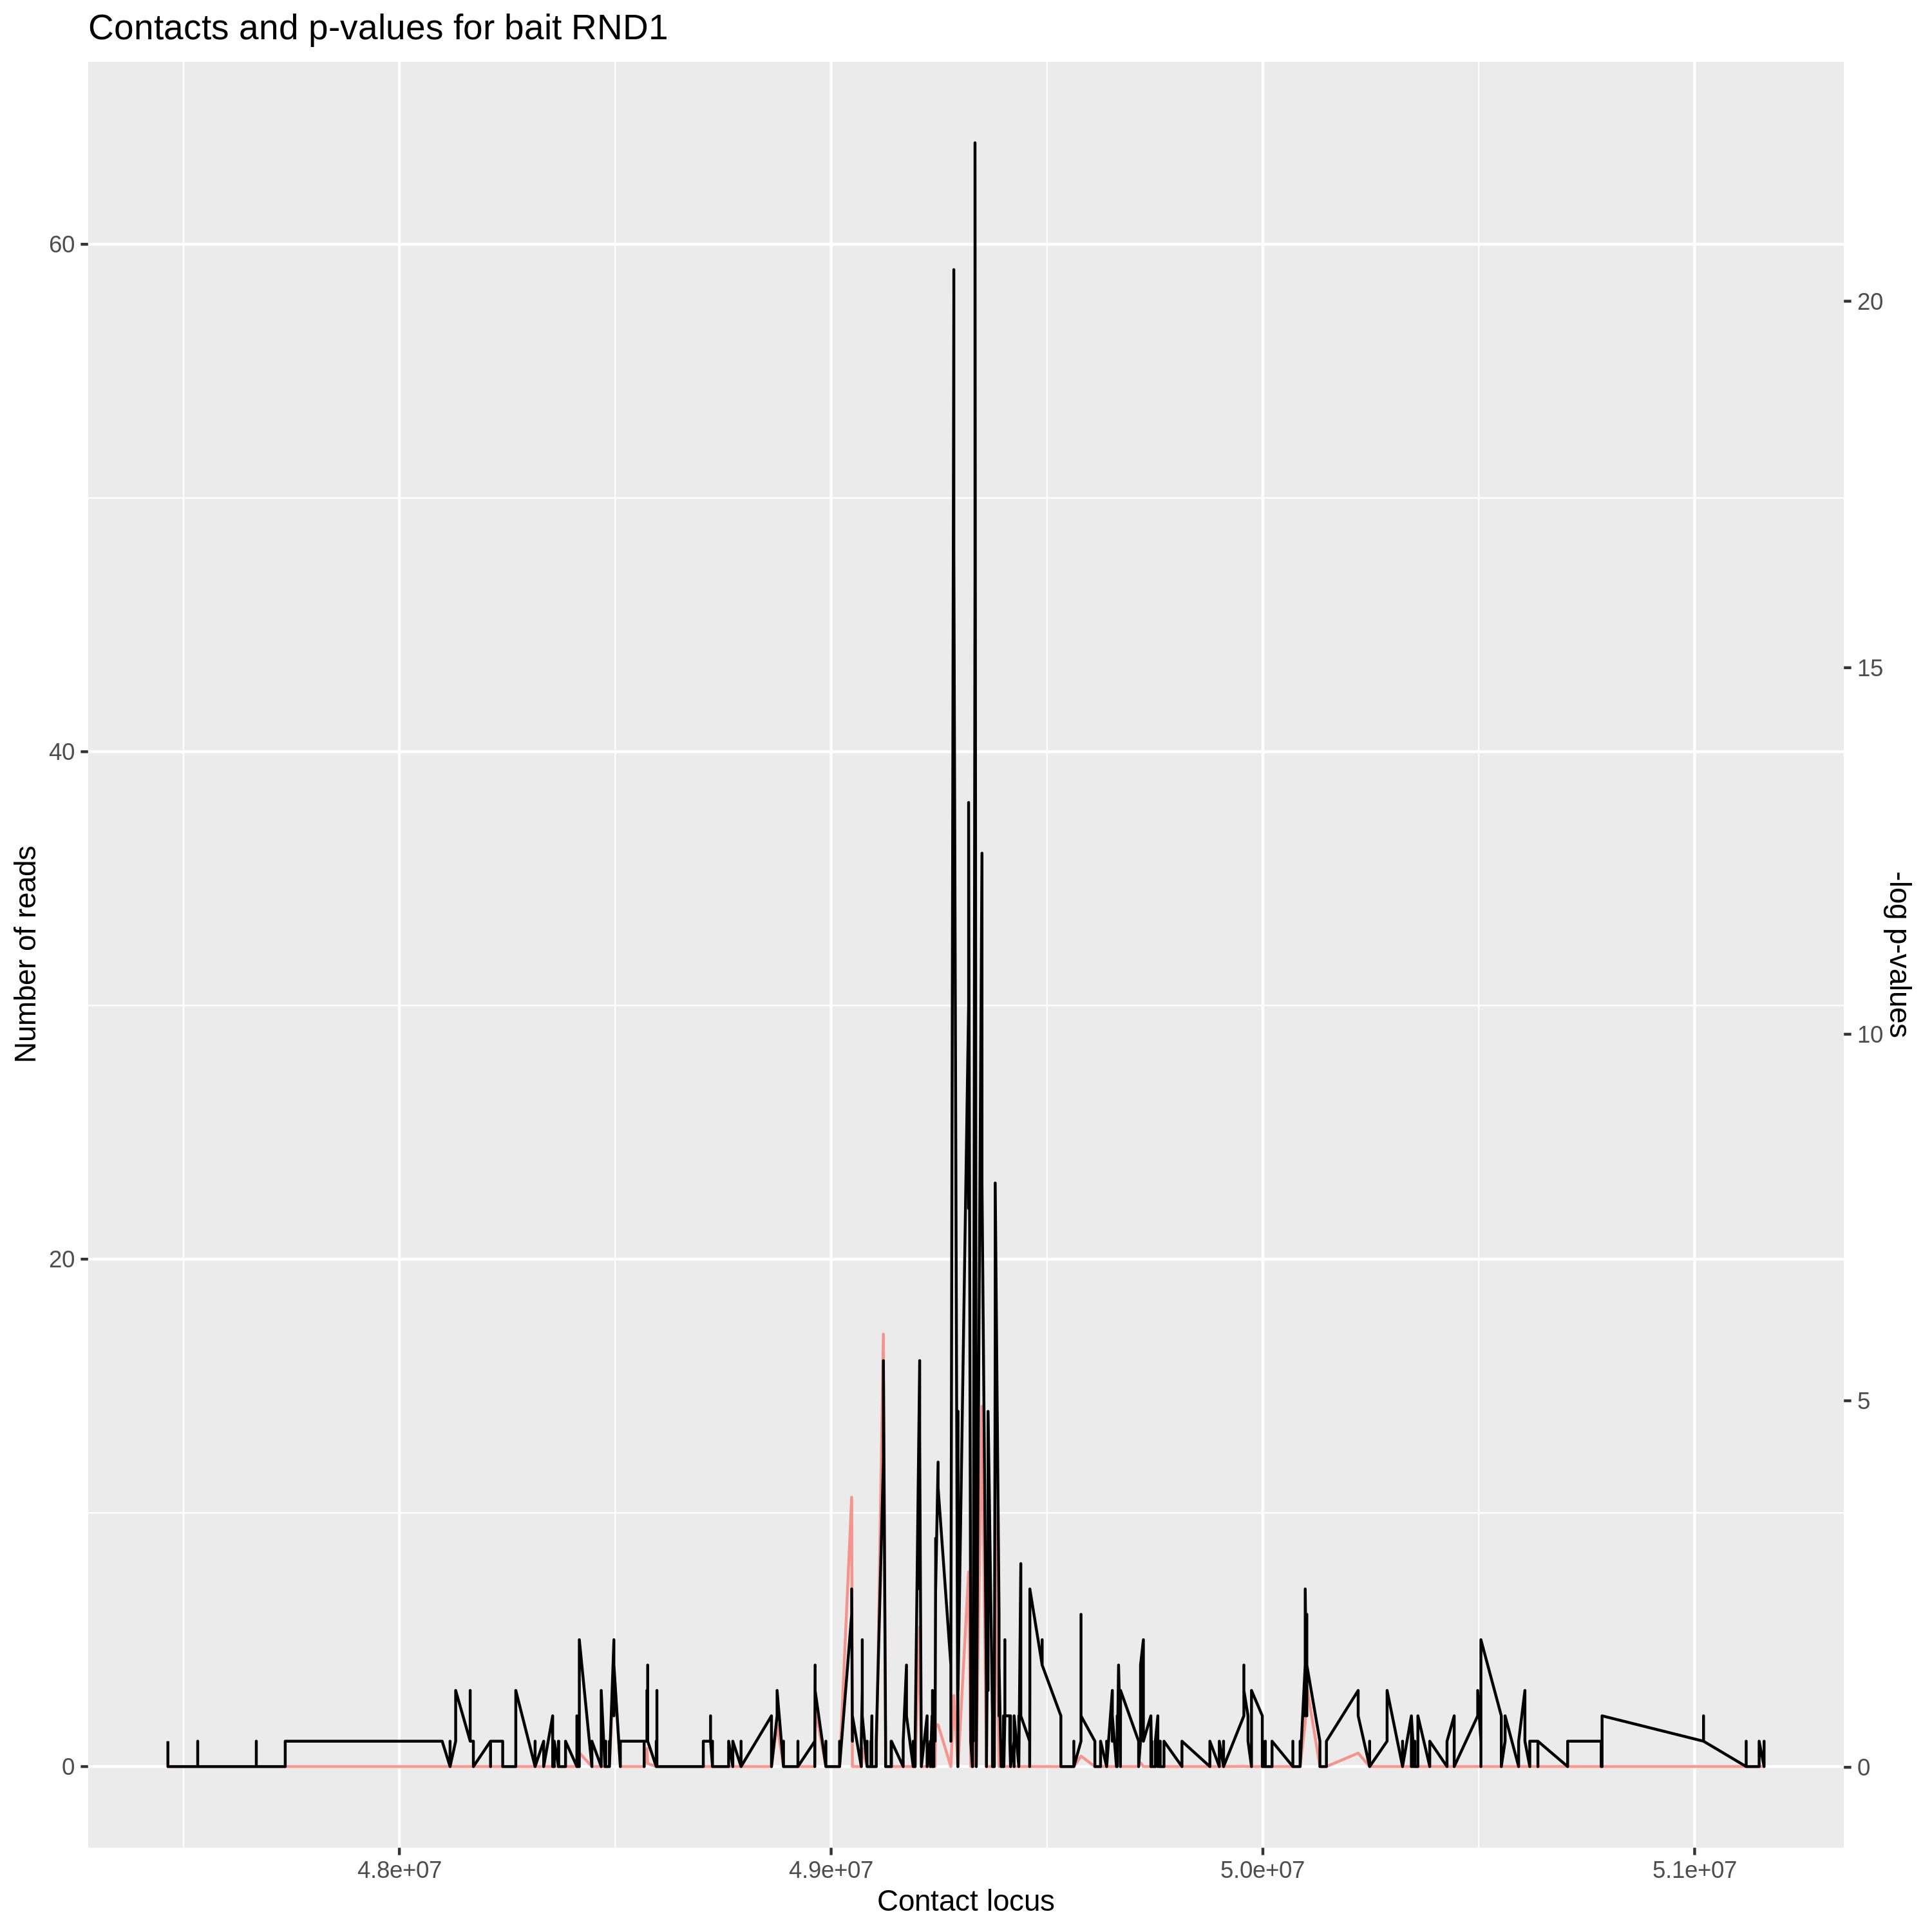 Contacts and p-values for bait RND1
60
40
20
0
Number of reads
20
15
10
5
0
-log p-values
4.8e+07
4.9e+07
5.0e+07
5.1e+07
Contact locus